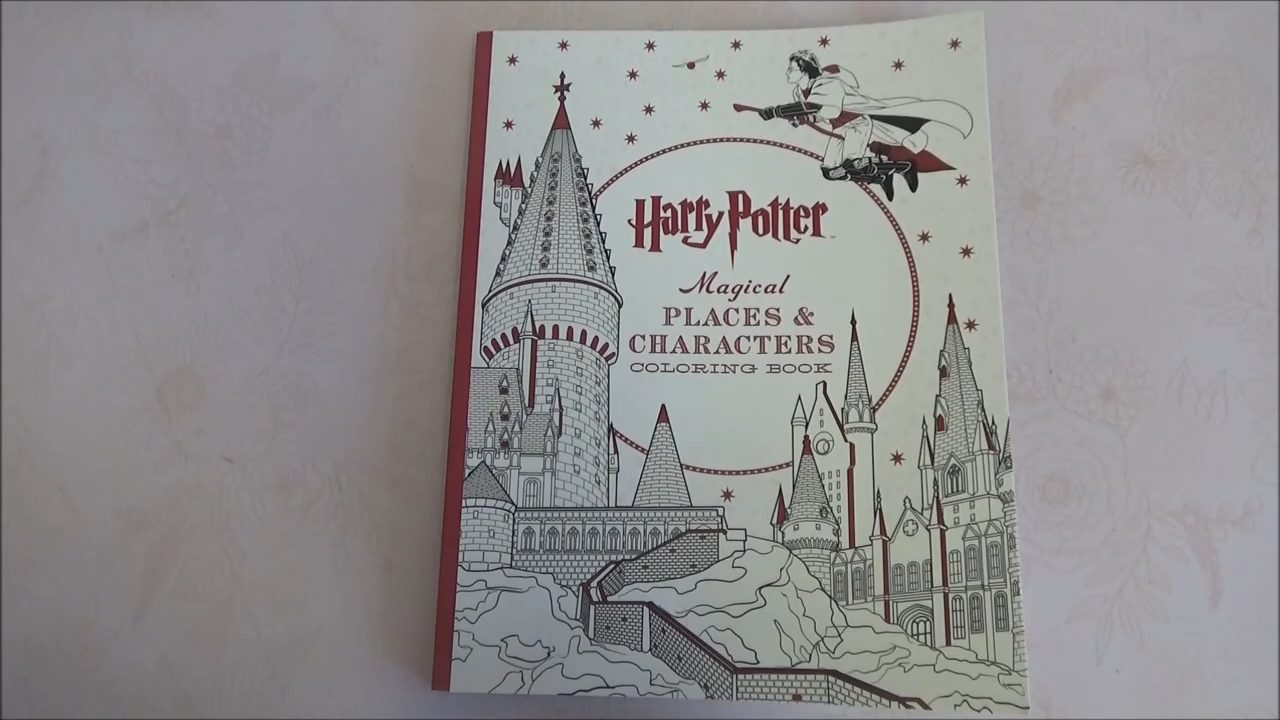 Harry Potter
Magical
PLACES &
CHARACTERS
COLORING BOOK